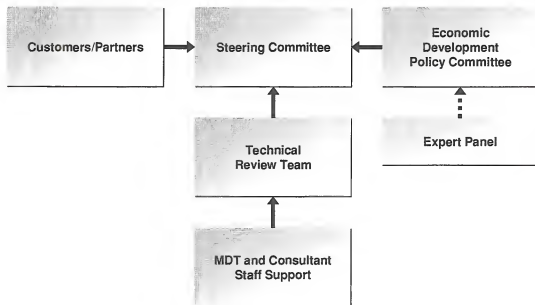 Customers/Partners
Steering Committee
Economic
Development
Policy Committee
Technical
Review Team
Expert Panel
MDT and Consultant
Staff Support